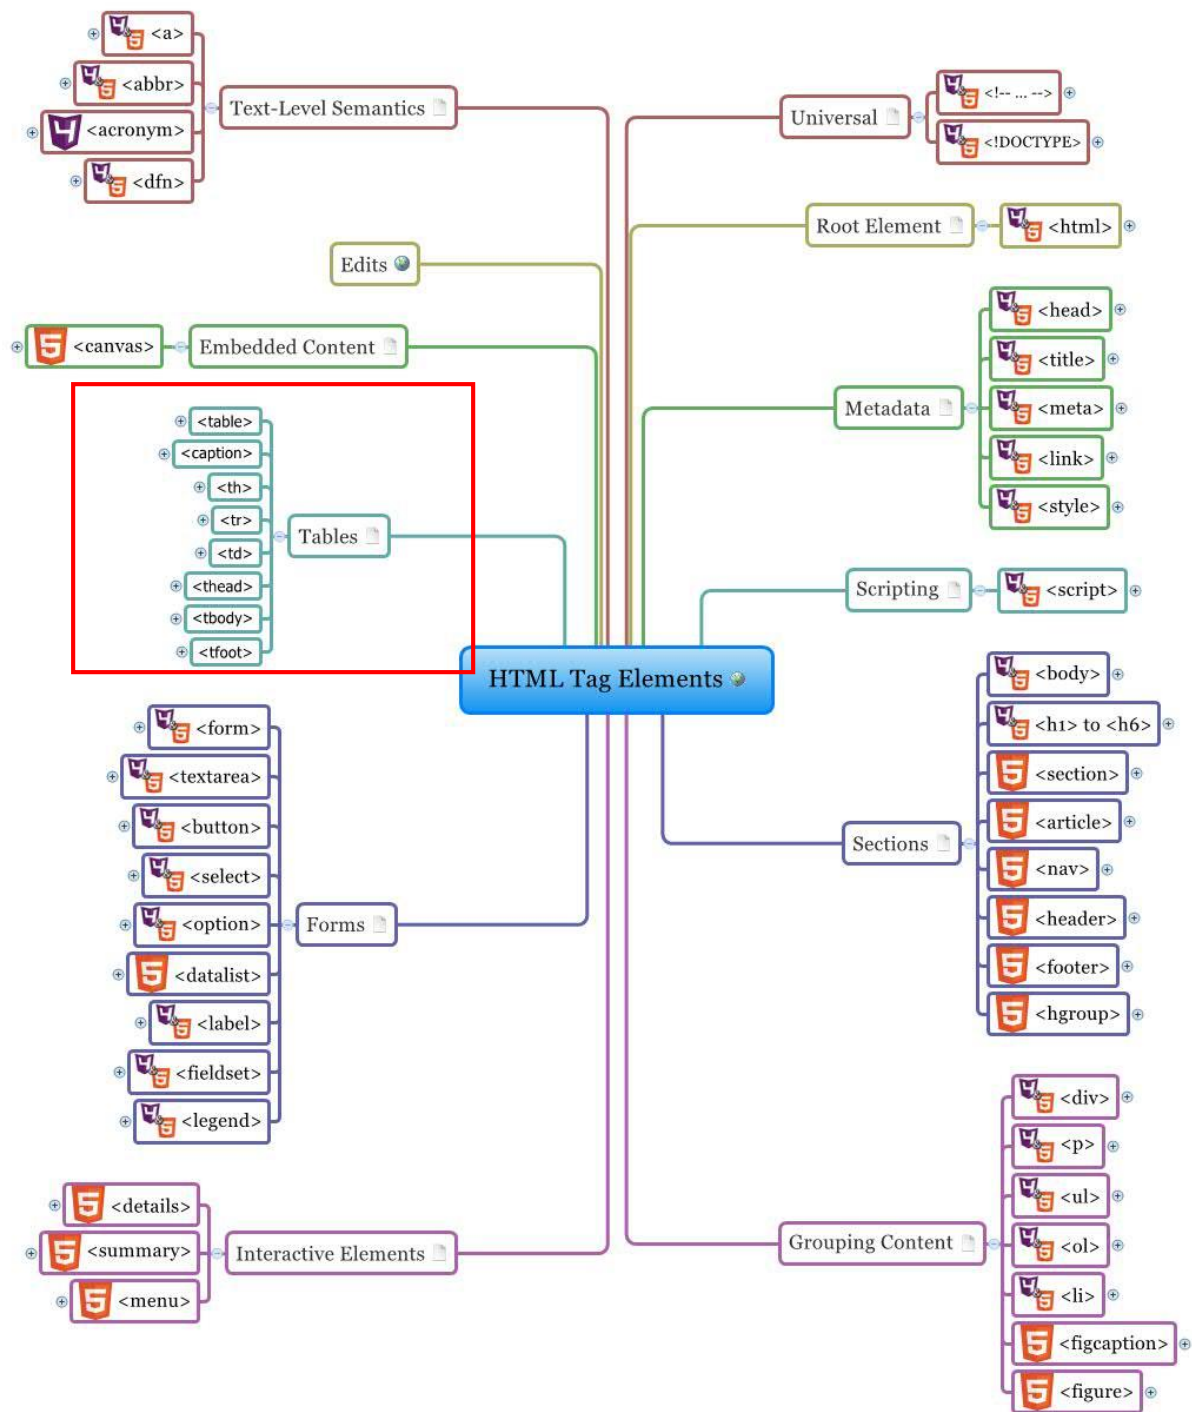 <a>
<abbr>
<acronym>
<dfn>
Text-Level Semantics
Edits
<canvas>
Embedded Content
<table>
<caption>
<th>
<tr>
<td>
<thead>
<tbody>
<tfoot>
Tables
HTML Tag Elements
<form>
<textarea>
<button>
<select>
<option>
<datalist>
<label>
<fieldset>
<legend>
Forms
<details>
<summary>
<menu>
Interactive Elements
Universal
<!-- ... -->
<!DOCTYPE>
Root Element
<html>
Metadata
<head>
<title>
<meta>
<link>
<style>
Scripting
<script>
Sections
<body>
<h1> to <h6>
<section>
<article>
<nav>
<header>
<footer>
<hgroup>
Grouping Content
<div>
<p>
<ul>
<ol>
<li>
<figcaption>
<figure>